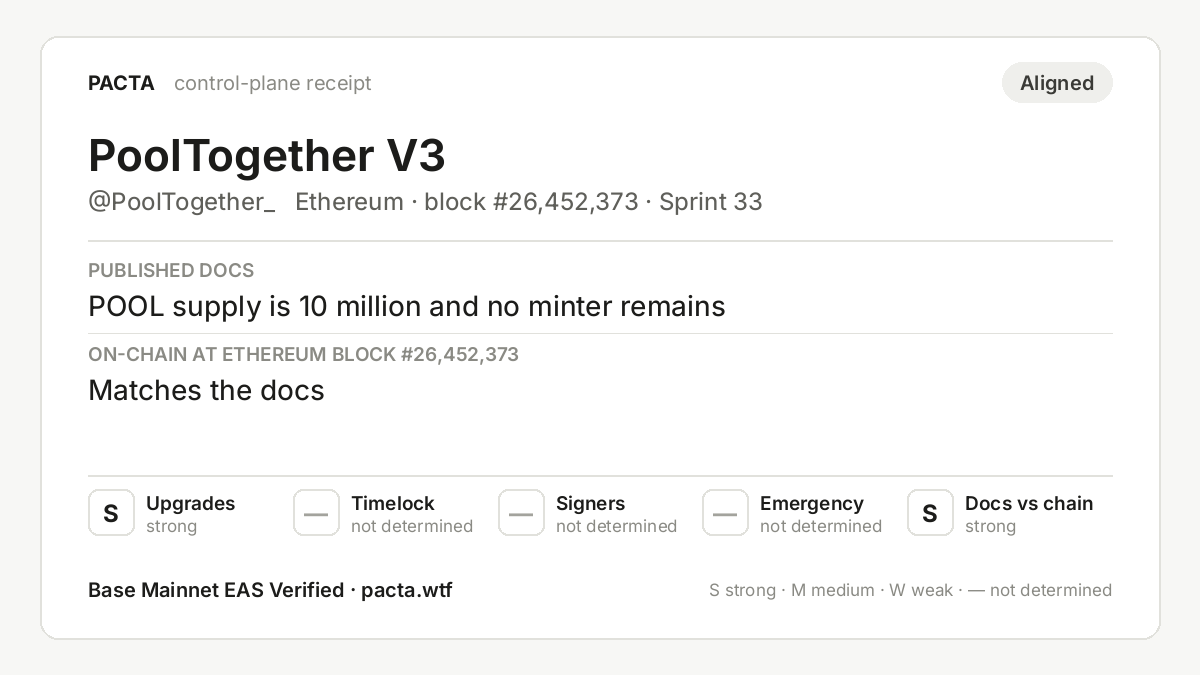 PACTA control-plane receipt Aligned
PoolTogether V3
@PoolTogether_ Ethereum · block #26,452,373 · Sprint 33
PUBLISHED DOCS
POOL supply is 10 million and no minter remains
ON-CHAIN AT ETHEREUM BLOCK #26,452,373
Matches the docs
S Upgrades — Timelock — Signers — Emergency S Docs vs chain
strong not determined not determined not determined strong
Base Mainnet EAS Verified · pacta.wtf S strong · M medium · W weak · — not determined